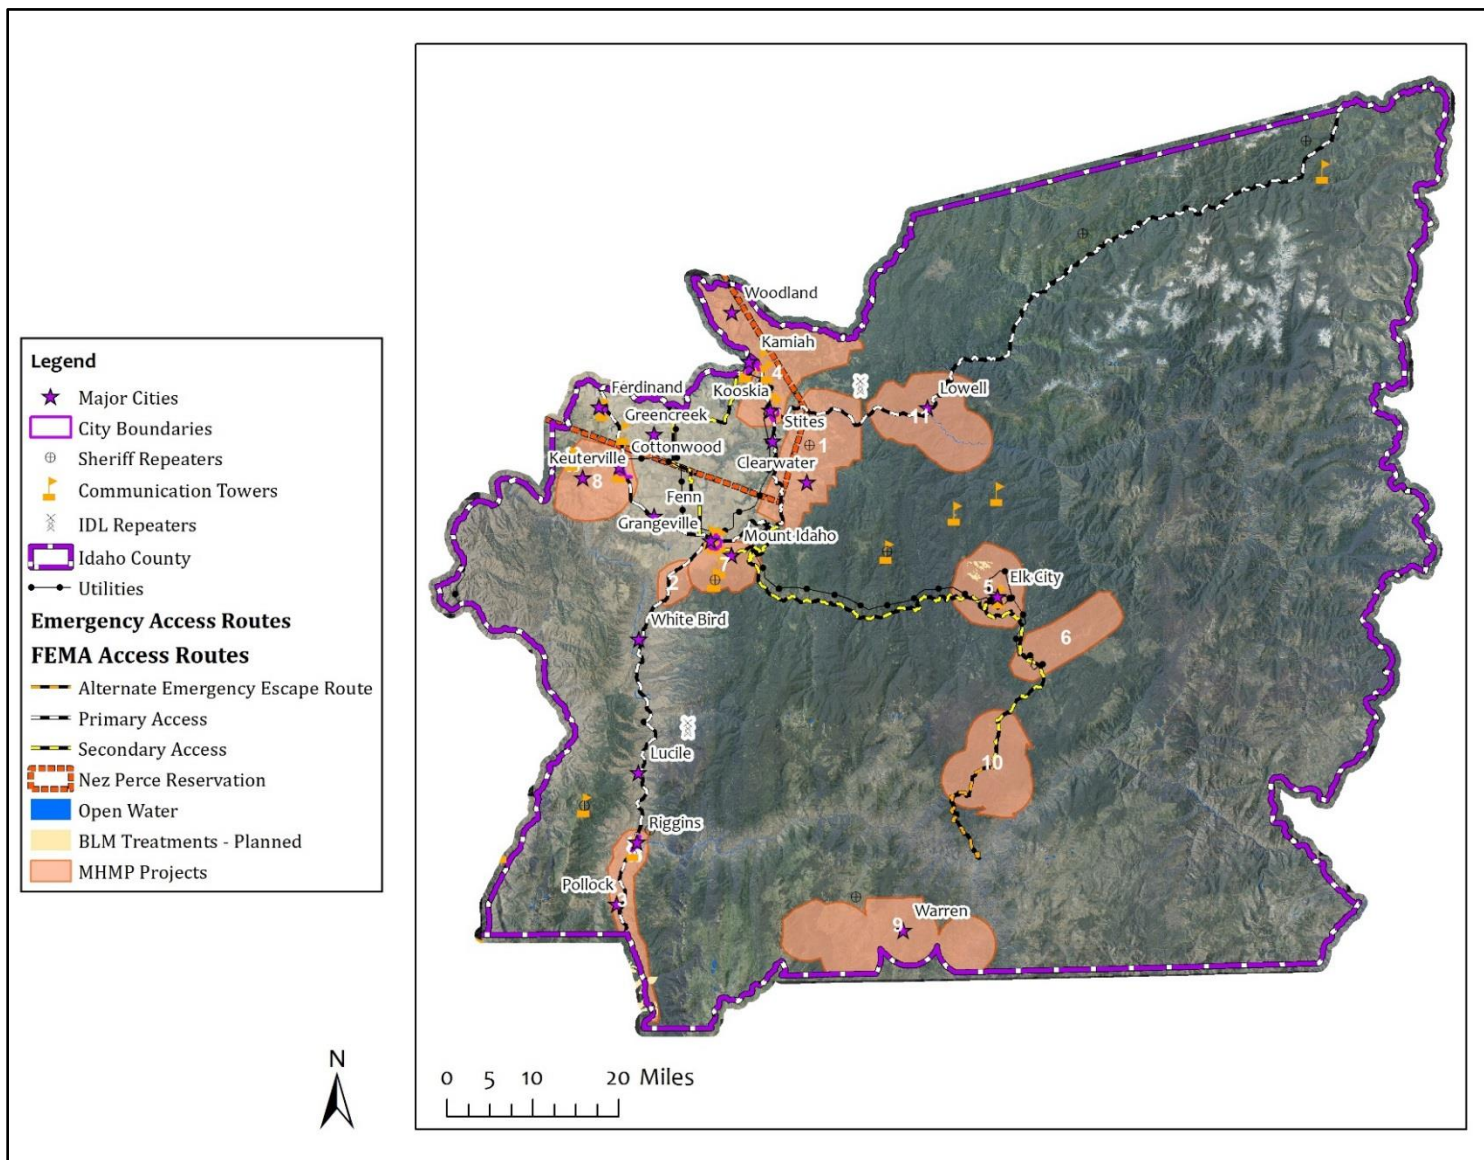 Legend
Major Cities
City Boundaries
Sheriff Repeaters
Communication Towers
IDL Repeaters
Idaho County
Utilities
Emergency Access Routes
FEMA Access Routes
Alternate Emergency Escape Route
Primary Access
Secondary Access
Nez Perce Reservation
Open Water
BLM Treatments - Planned
MHMP Projects
Woodland
Kamiah
4
Ferdinand
Kooskia
Lowell
11
Greencreek
Stites
Cottonwood
1
Keuterville
Clearwater
8
Fenn
Grangeville
Mount Idaho
7
2
Elk City
5
White Bird
6
Lucile
10
Riggins
Pollock
3
Warren
9
N
0 5 10 20 Miles